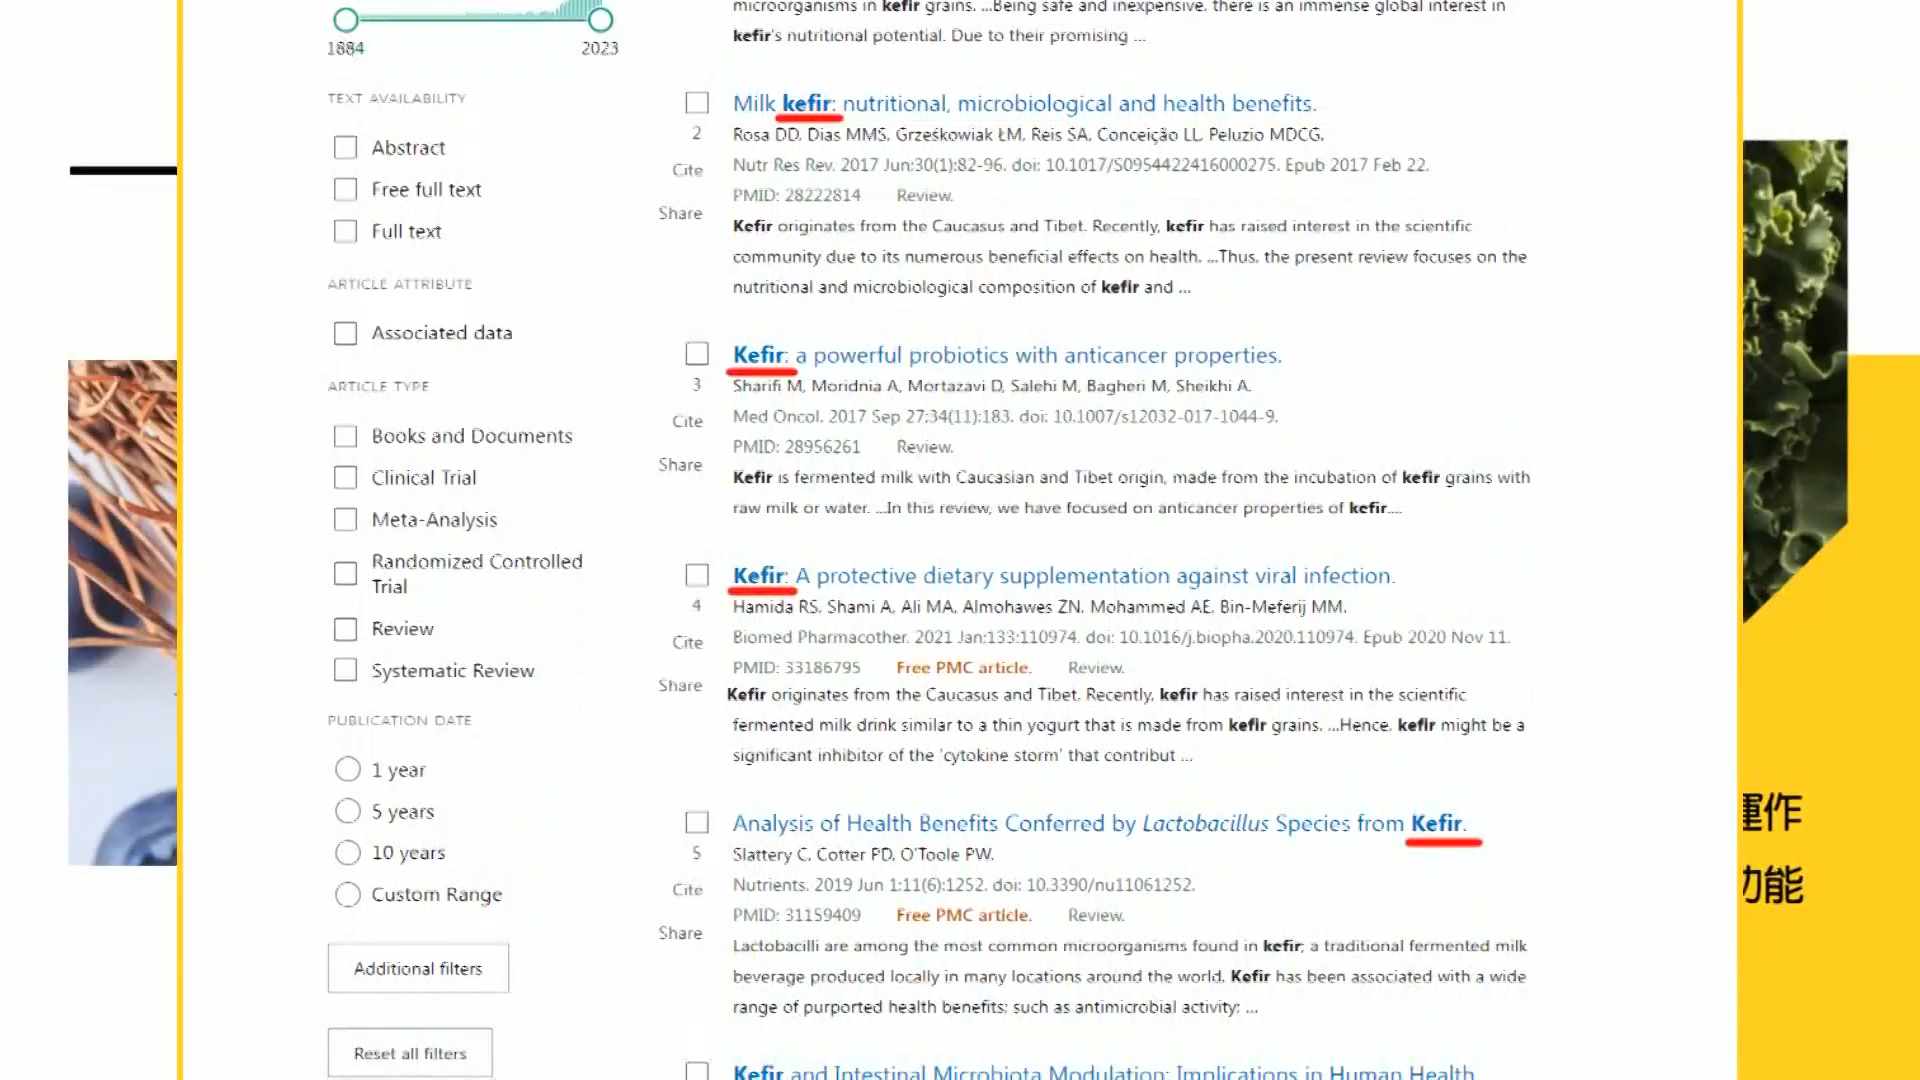 1884
2023
TEXT AVAILABILITY
Abstract
Free full text
Full text
ARTICLE ATTRIBUTE
Associated data
ARTICLE TYPE
Books and Documents
Clinical Trial
Meta-Analysis
Randomized Controlled
Trial
Review
Systematic Review
PUBLICATION DATE
1 year
5 years
10 years
Custom Range
Additional filters
Reset all filters
microorganisms in kefir grains. ...Being safe and inexpensive, there is an immense global interest in
kefir's nutritional potential. Due to their promising ...
Milk kefir: nutritional, microbiological and health benefits.
2
Rosa DD, Dias MMS, Grześkowiak ŁM, Reis SA, Conceição LL, Peluzio MDCG.
Cite
Nutr Res Rev. 2017 Jun;30(1):82-96. doi: 10.1017/S0954422416000275. Epub 2017 Feb 22.
PMID: 28222814 Review.
Share
Kefir originates from the Caucasus and Tibet. Recently, kefir has raised interest in the scientific
community due to its numerous beneficial effects on health. ...Thus, the present review focuses on the
nutritional and microbiological composition of kefir and ...
Kefir: a powerful probiotics with anticancer properties.
3
Sharifi M, Moridnia A, Mortazavi D, Salehi M, Bagheri M, Sheikhi A.
Cite
Med Oncol. 2017 Sep 27;34(11):183. doi: 10.1007/s12032-017-1044-9.
PMID: 28956261 Review.
Share
Kefir is fermented milk with Caucasian and Tibet origin, made from the incubation of kefir grains with
raw milk or water. ...In this review, we have focused on anticancer properties of kefir....
Kefir: A protective dietary supplementation against viral infection.
4
Hamida RS, Shami A, Ali MA, Almohawes ZN, Mohammed AE, Bin-Meferij MM.
Cite
Biomed Pharmacother. 2021 Jan;133:110974. doi: 10.1016/j.biopha.2020.110974. Epub 2020 Nov 11.
PMID: 33186795 Free PMC article. Review.
Share
Kefir originates from the Caucasus and Tibet. Recently, kefir has raised interest in the scientific
fermented milk drink similar to a thin yogurt that is made from kefir grains. ...Hence, kefir might be a
significant inhibitor of the 'cytokine storm' that contribut ...
Analysis of Health Benefits Conferred by Lactobacillus Species from Kefir.
5
Slattery C, Cotter PD, O'Toole PW.
Cite
Nutrients. 2019 Jun 1;11(6):1252. doi: 10.3390/nu11061252.
PMID: 31159409 Free PMC article. Review.
Share
Lactobacilli are among the most common microorganisms found in kefir; a traditional fermented milk
beverage produced locally in many locations around the world. Kefir has been associated with a wide
range of purported health benefits; such as antimicrobial activity; ...
Kefir and Intestinal Microbiota Modulation: Implications in Human Health
運作
功能